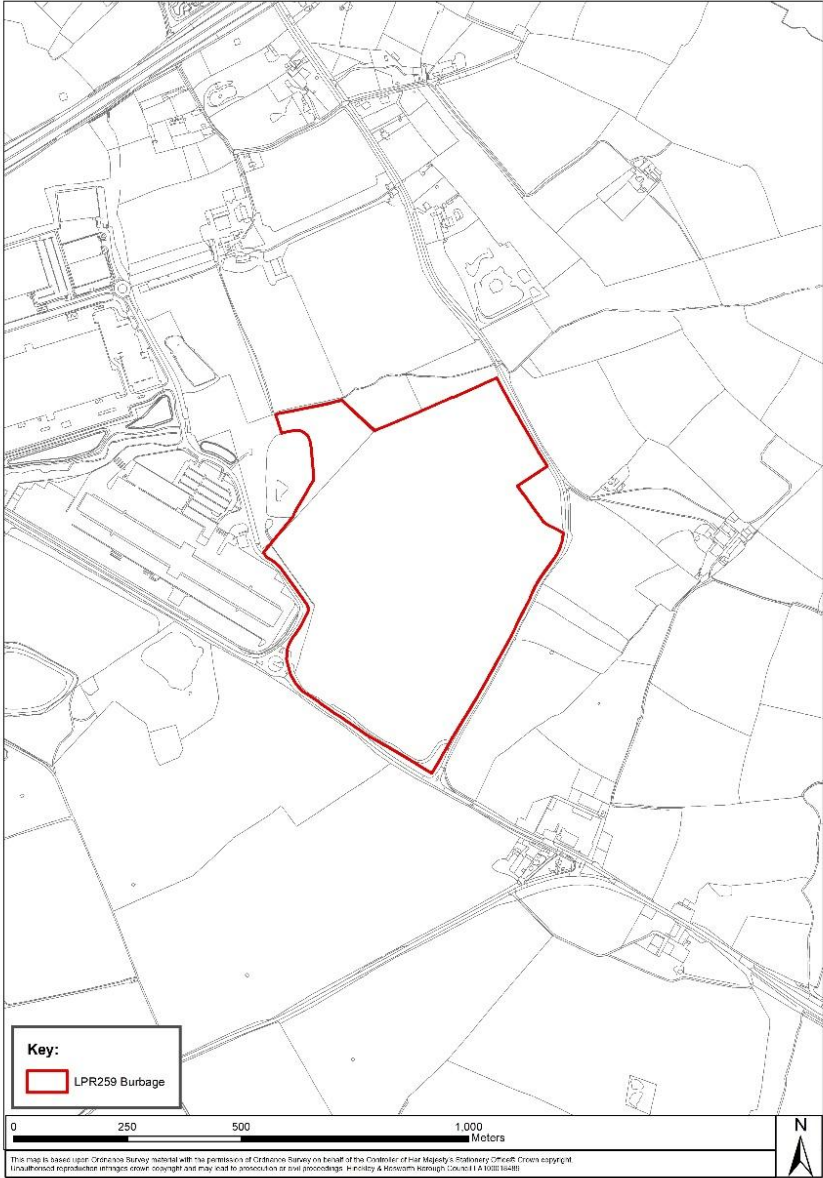 Key:
LPR259 Burbage
0 250 500 1,000
Meters
N
This map is based upon Ordnance Survey material with the permission of Ordnance Survey on behalf of the Controller of Her Majesty's Stationery Office© Crown copyright.
Unauthorised reproduction infringes crown copyright and may lead to prosecution or civil proceedings. Hinckley & Bosworth Borough Council LA100018489